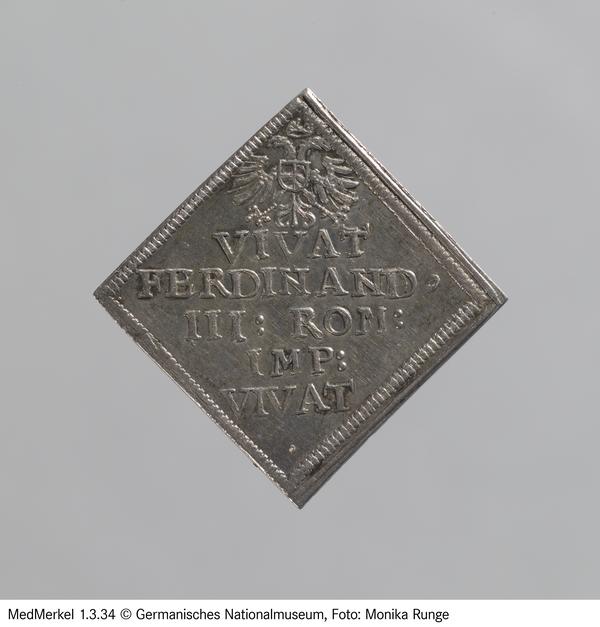 VIVAT
FERDINAND,
III: ROM:
IMP:
VIVAT
MedMerkel 1.3.34 © Germanisches Nationalmuseum, Foto: Monika Runge